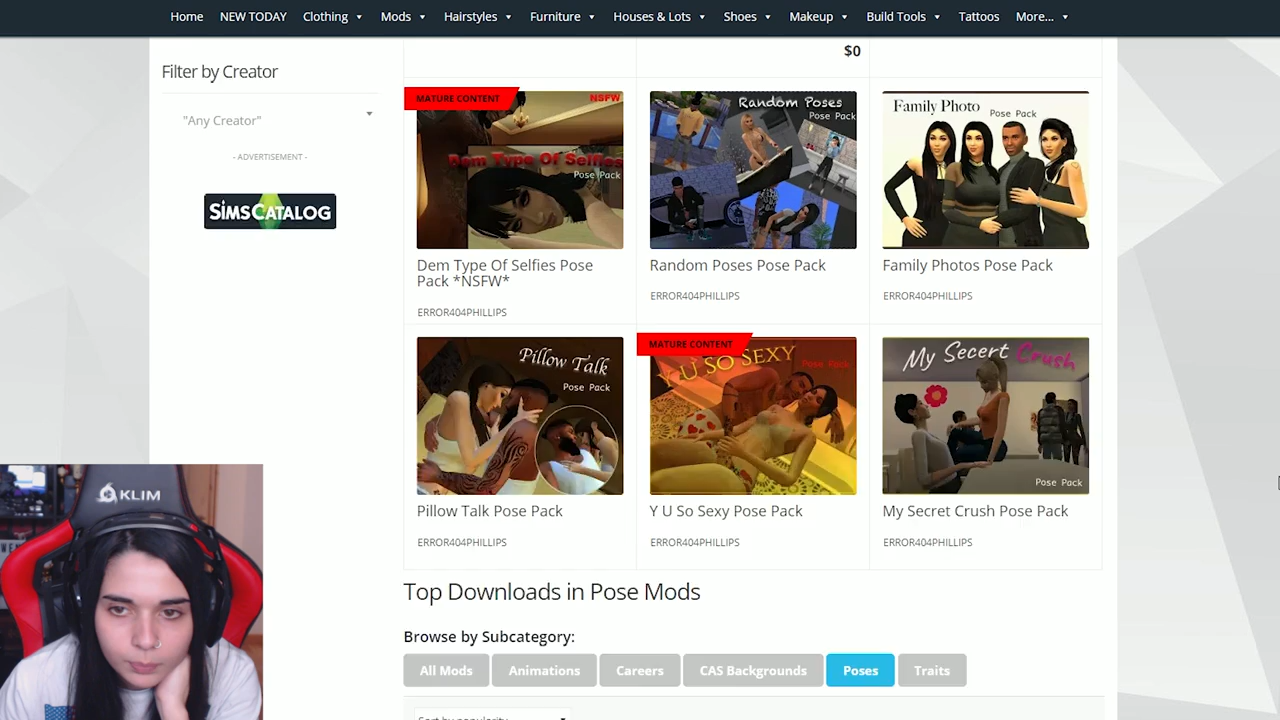 Home NEW TODAY Clothing Mods Hairstyles Furniture Houses & Lots Shoes Makeup Build Tools Tattoos More...
Filter by Creator
"Any Creator"
- ADVERTISEMENT -
SIMSCATALOG
$0
MATURE CONTENT
NSFW
Dem Type Of Selfies
Pose Pack
Random Poses
Pose Pack
Family Photo
Pose Pack
Dem Type Of Selfies Pose
Pack *NSFW*
Random Poses Pose Pack
Family Photos Pose Pack
ERROR404PHILLIPS
ERROR404PHILLIPS
ERROR404PHILLIPS
Pillow Talk
Pose Pack
MATURE CONTENT
Y U SO SEXY
Pose Pack
My Secert Crush
Pose Pack
Pillow Talk Pose Pack
Y U So Sexy Pose Pack
My Secret Crush Pose Pack
ERROR404PHILLIPS
ERROR404PHILLIPS
ERROR404PHILLIPS
KLIM
Top Downloads in Pose Mods
Browse by Subcategory:
All Mods Animations Careers CAS Backgrounds Poses Traits
Sort by popularity